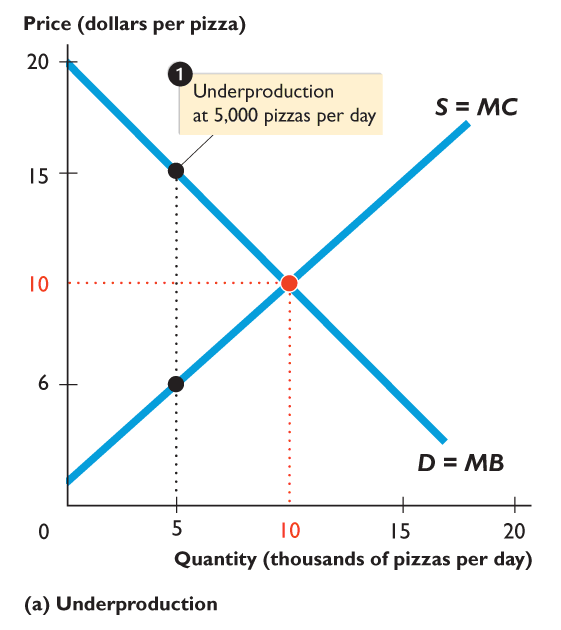 Price (dollars per pizza)
20
1
Underproduction
at 5,000 pizzas per day
S = MC
15
10
6
D = MB
0
5
10
15
20
Quantity (thousands of pizzas per day)
(a) Underproduction